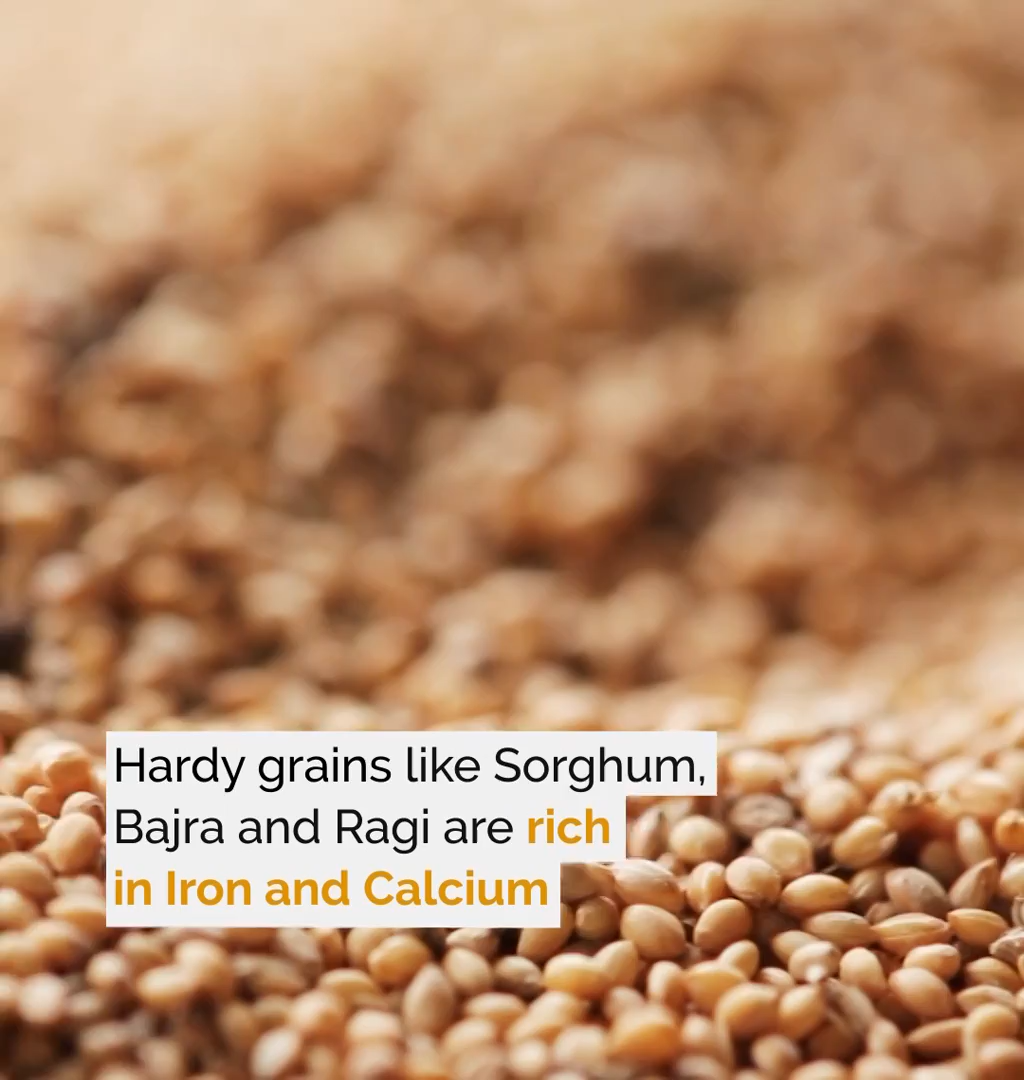 Hardy grains like Sorghum,
Bajra and Ragi are rich
in Iron and Calcium